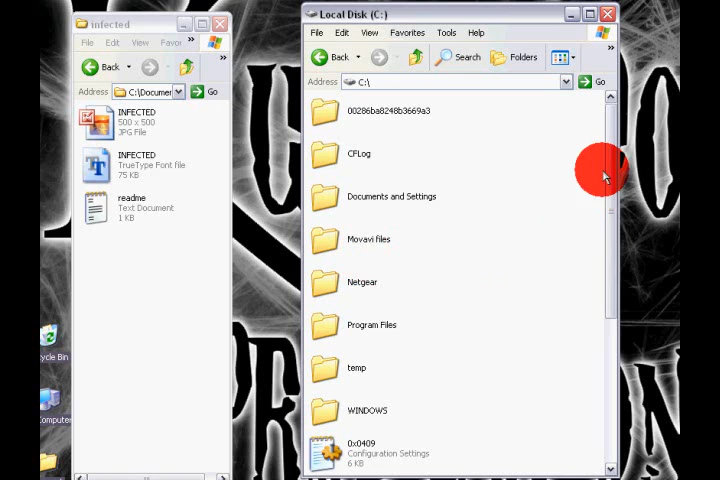 infected
File Edit View Favor »
Back »
Address C:\Documen Go
INFECTED
500 x 500
JPG File
INFECTED
TrueType Font file
75 KB
readme
Text Document
1 KB
cycle Bin
Computer
Local Disk (C:)
File Edit View Favorites Tools Help
Back Search Folders »
Address C:\ Go
00286ba8248b3669a3
CFLog
Documents and Settings
Movavi files
Netgear
Program Files
temp
WINDOWS
0x0409
Configuration Settings
6 KB